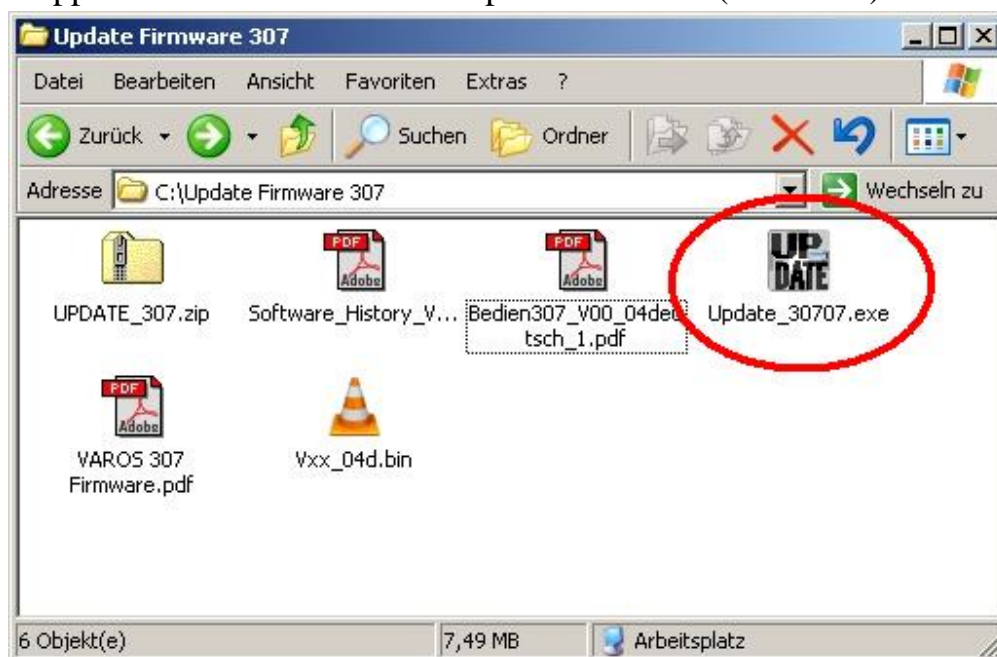 Update Firmware 307
Datei Bearbeiten Ansicht Favoriten Extras ?
Zurück Suchen Ordner
Adresse C:\Update Firmware 307 Wechseln zu
PDF Adobe
PDF Adobe
UP DATE
UPDATE_307.zip
Software_History_V...
Bedien307_V00_04deu
tsch_1.pdf
Update_30707.exe
PDF Adobe
VAROS 307
Firmware.pdf
Vxx_04d.bin
6 Objekt(e) 7,49 MB Arbeitsplatz